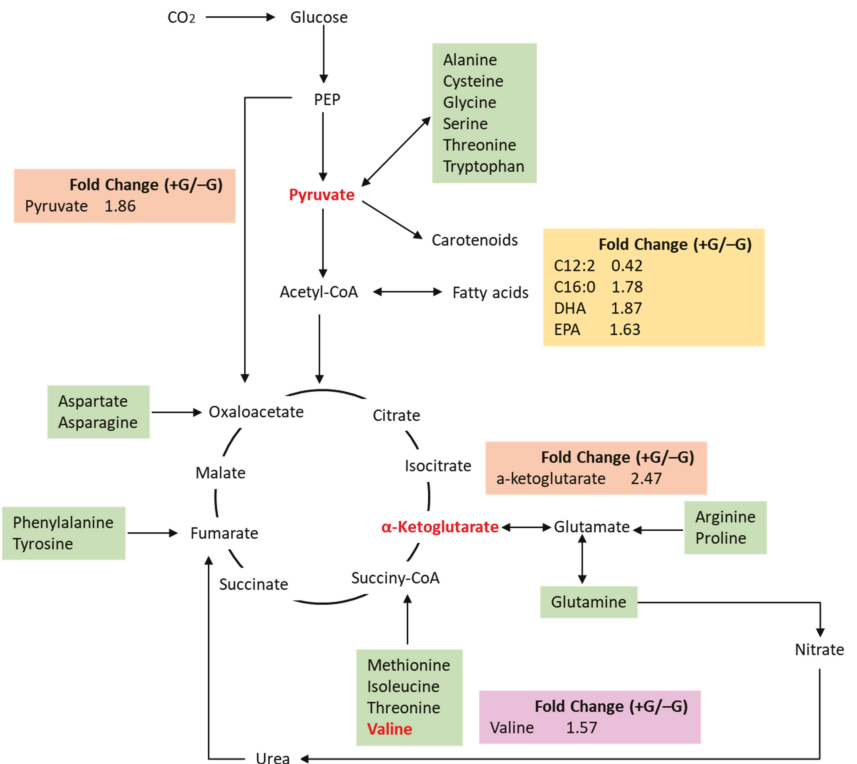 CO2
Glucose
PEP
Alanine
Cysteine
Glycine
Serine
Threonine
Tryptophan
Fold Change (+G/–G)
Pyruvate 1.86
Pyruvate
Carotenoids
Fold Change (+G/–G)
C12:2 0.42
C16:0 1.78
DHA 1.87
EPA 1.63
Acetyl-CoA
Fatty acids
Aspartate
Asparagine
Oxaloacetate
Citrate
Malate
Isocitrate
Fold Change (+G/–G)
a-ketoglutarate 2.47
Phenylalanine
Tyrosine
Fumarate
α-Ketoglutarate
Glutamate
Arginine
Proline
Succinate
Succiny-CoA
Glutamine
Nitrate
Methionine
Isoleucine
Threonine
Valine
Fold Change (+G/–G)
Valine 1.57
Urea